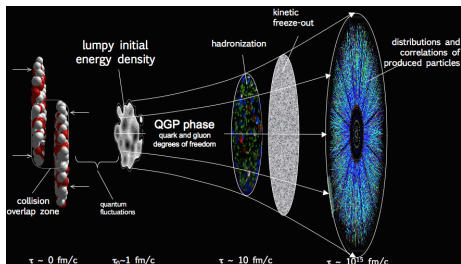 kinetic
freeze-out
lumpy initial
energy density
hadronization
distributions and
correlations of
produced particles
QGP phase
quark and gluon
degrees of freedom
collision
overlap zone
quantum
fluctuations
τ ~ 0 fm/c
τ₀~1 fm/c
τ ~ 10 fm/c
τ ~ 10¹⁵ fm/c